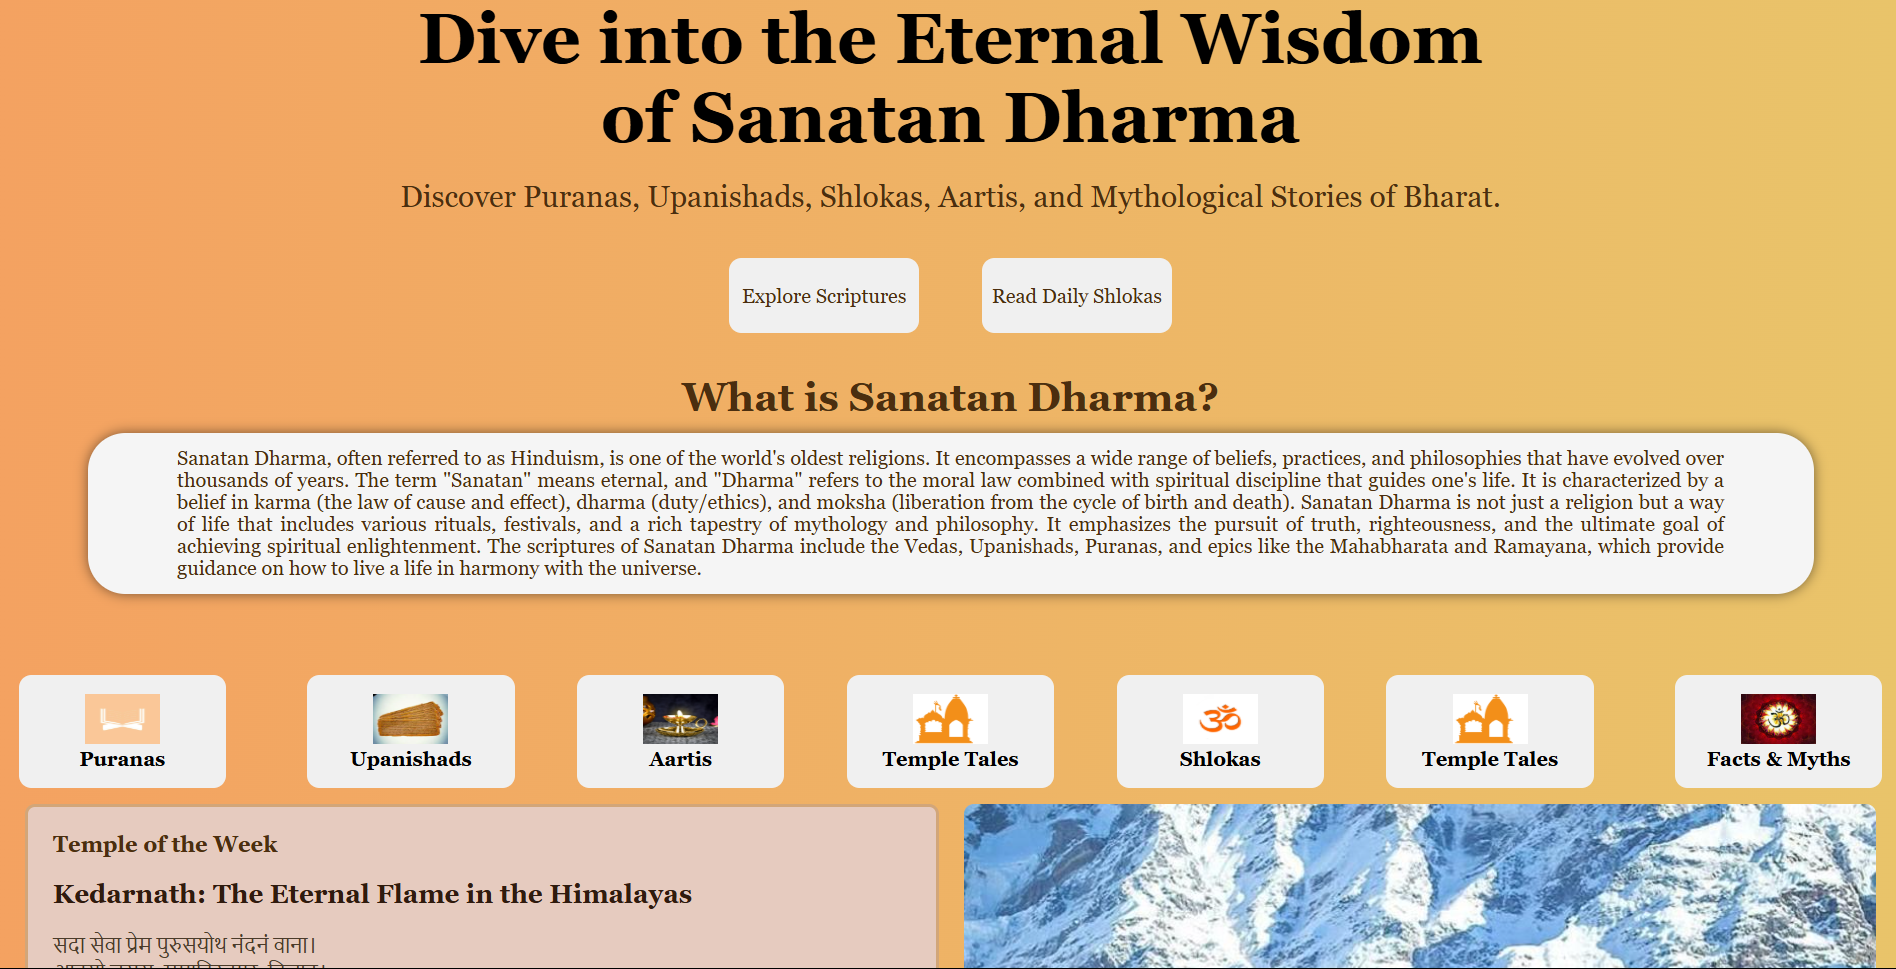 Dive into the Eternal Wisdom
of Sanatan Dharma
Discover Puranas, Upanishads, Shlokas, Aartis, and Mythological Stories of Bharat.
Explore Scriptures
Read Daily Shlokas
What is Sanatan Dharma?
Sanatan Dharma, often referred to as Hinduism, is one of the world's oldest religions. It encompasses a wide range of beliefs, practices, and philosophies that have evolved over
thousands of years. The term "Sanatan" means eternal, and "Dharma" refers to the moral law combined with spiritual discipline that guides one's life. It is characterized by a
belief in karma (the law of cause and effect), dharma (duty/ethics), and moksha (liberation from the cycle of birth and death). Sanatan Dharma is not just a religion but a way
of life that includes various rituals, festivals, and a rich tapestry of mythology and philosophy. It emphasizes the pursuit of truth, righteousness, and the ultimate goal of
achieving spiritual enlightenment. The scriptures of Sanatan Dharma include the Vedas, Upanishads, Puranas, and epics like the Mahabharata and Ramayana, which provide
guidance on how to live a life in harmony with the universe.
Puranas
Upanishads
Aartis
Temple Tales
ॐ
Shlokas
Temple Tales
ॐ
Facts & Myths
Temple of the Week
Kedarnath: The Eternal Flame in the Himalayas
सदा सेवा प्रेम पुरुसयोथ नंदनं वाना।